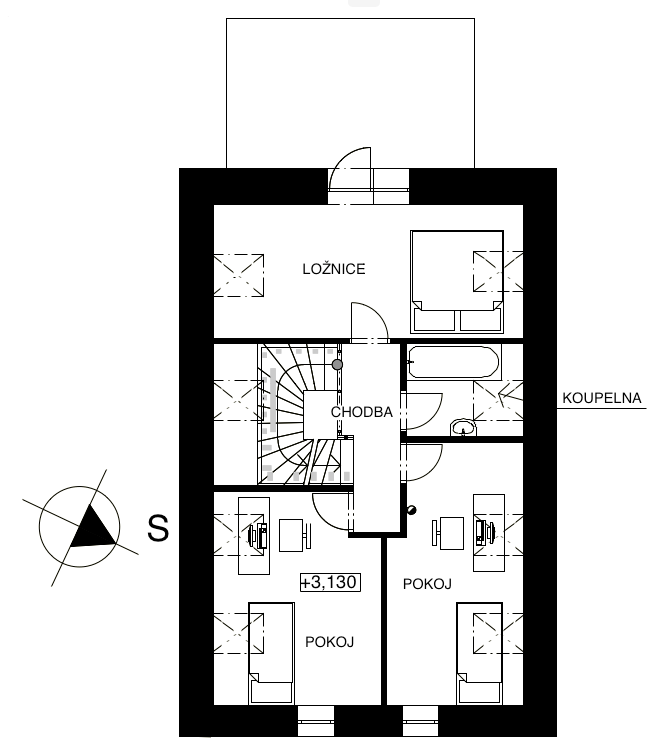 LOŽNICE
KOUPELNA
CHODBA
S
+3,130
POKOJ
POKOJ